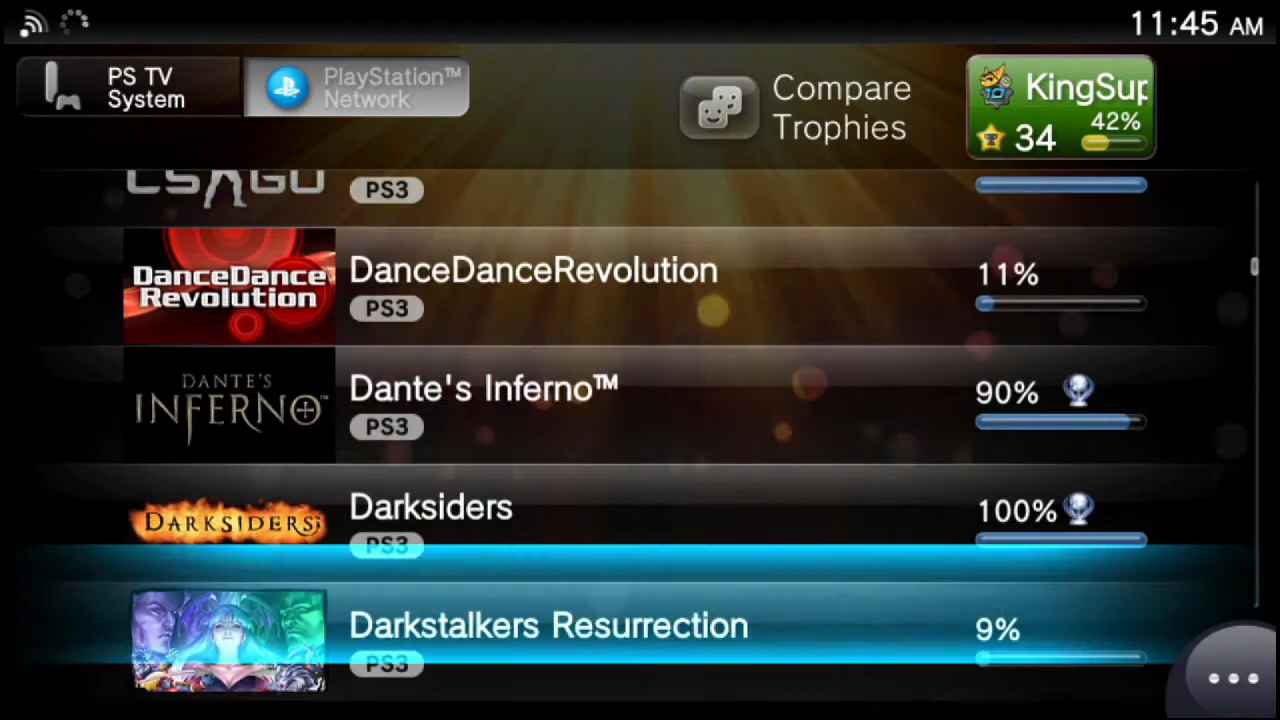 11:45 AM
PS TV
System
PlayStation™
Network
Compare
Trophies
KingSup
34
42%
CS GO
PS3
DanceDance
Revolution
DanceDanceRevolution
PS3
11%
DANTE'S
INFERNO™
Dante's Inferno™
PS3
90%
DARKSIDERS
Darksiders
PS3
100%
Darkstalkers Resurrection
PS3
9%